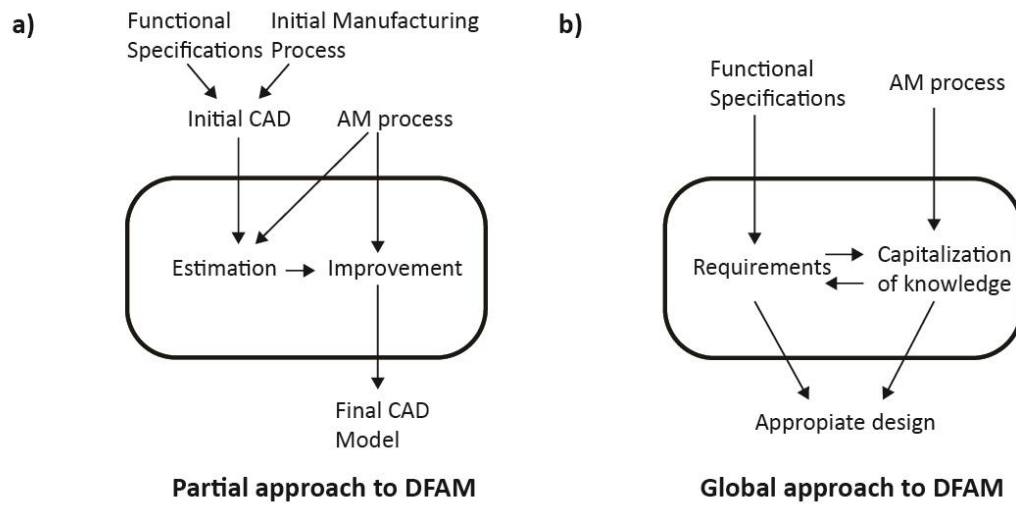 a)
Functional
Specifications
Initial Manufacturing
Process
Initial CAD
AM process
Estimation
Improvement
Final CAD
Model
Partial approach to DFAM
b)
Functional
Specifications
AM process
Requirements
Capitalization
of knowledge
Appropiate design
Global approach to DFAM